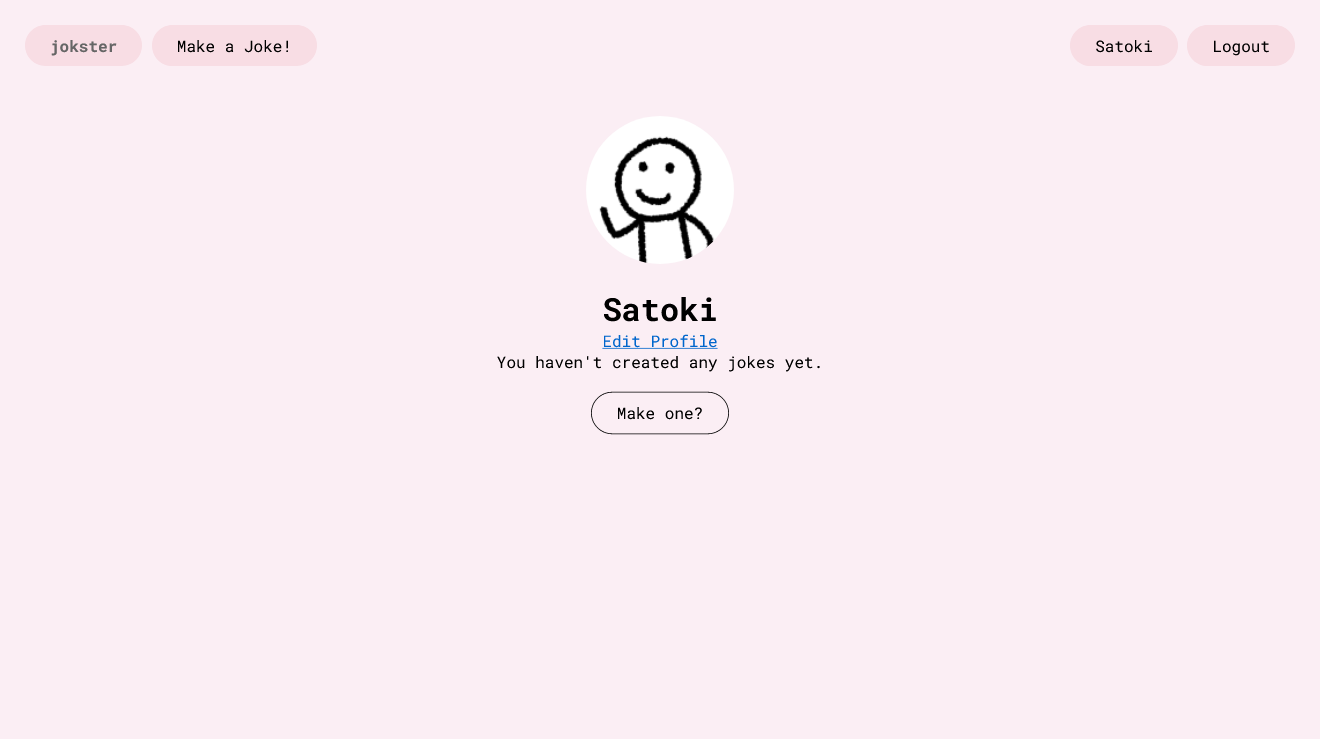 jokster
Make a Joke!
Satoki
Logout
Satoki
Edit Profile
You haven't created any jokes yet.
Make one?